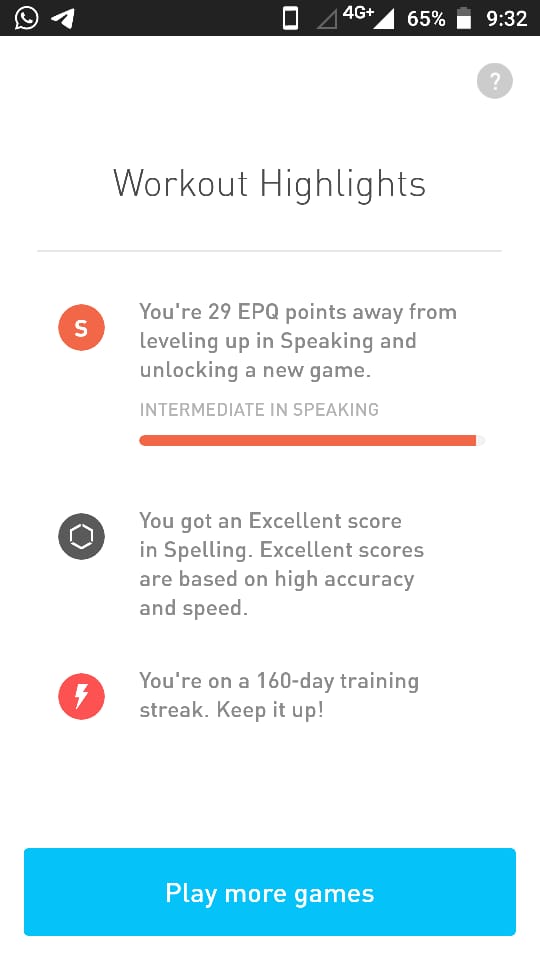 4G+ 65% 9:32
?
Workout Highlights
S
You're 29 EPQ points away from
leveling up in Speaking and
unlocking a new game.
INTERMEDIATE IN SPEAKING
You got an Excellent score
in Spelling. Excellent scores
are based on high accuracy
and speed.
You're on a 160-day training
streak. Keep it up!
Play more games